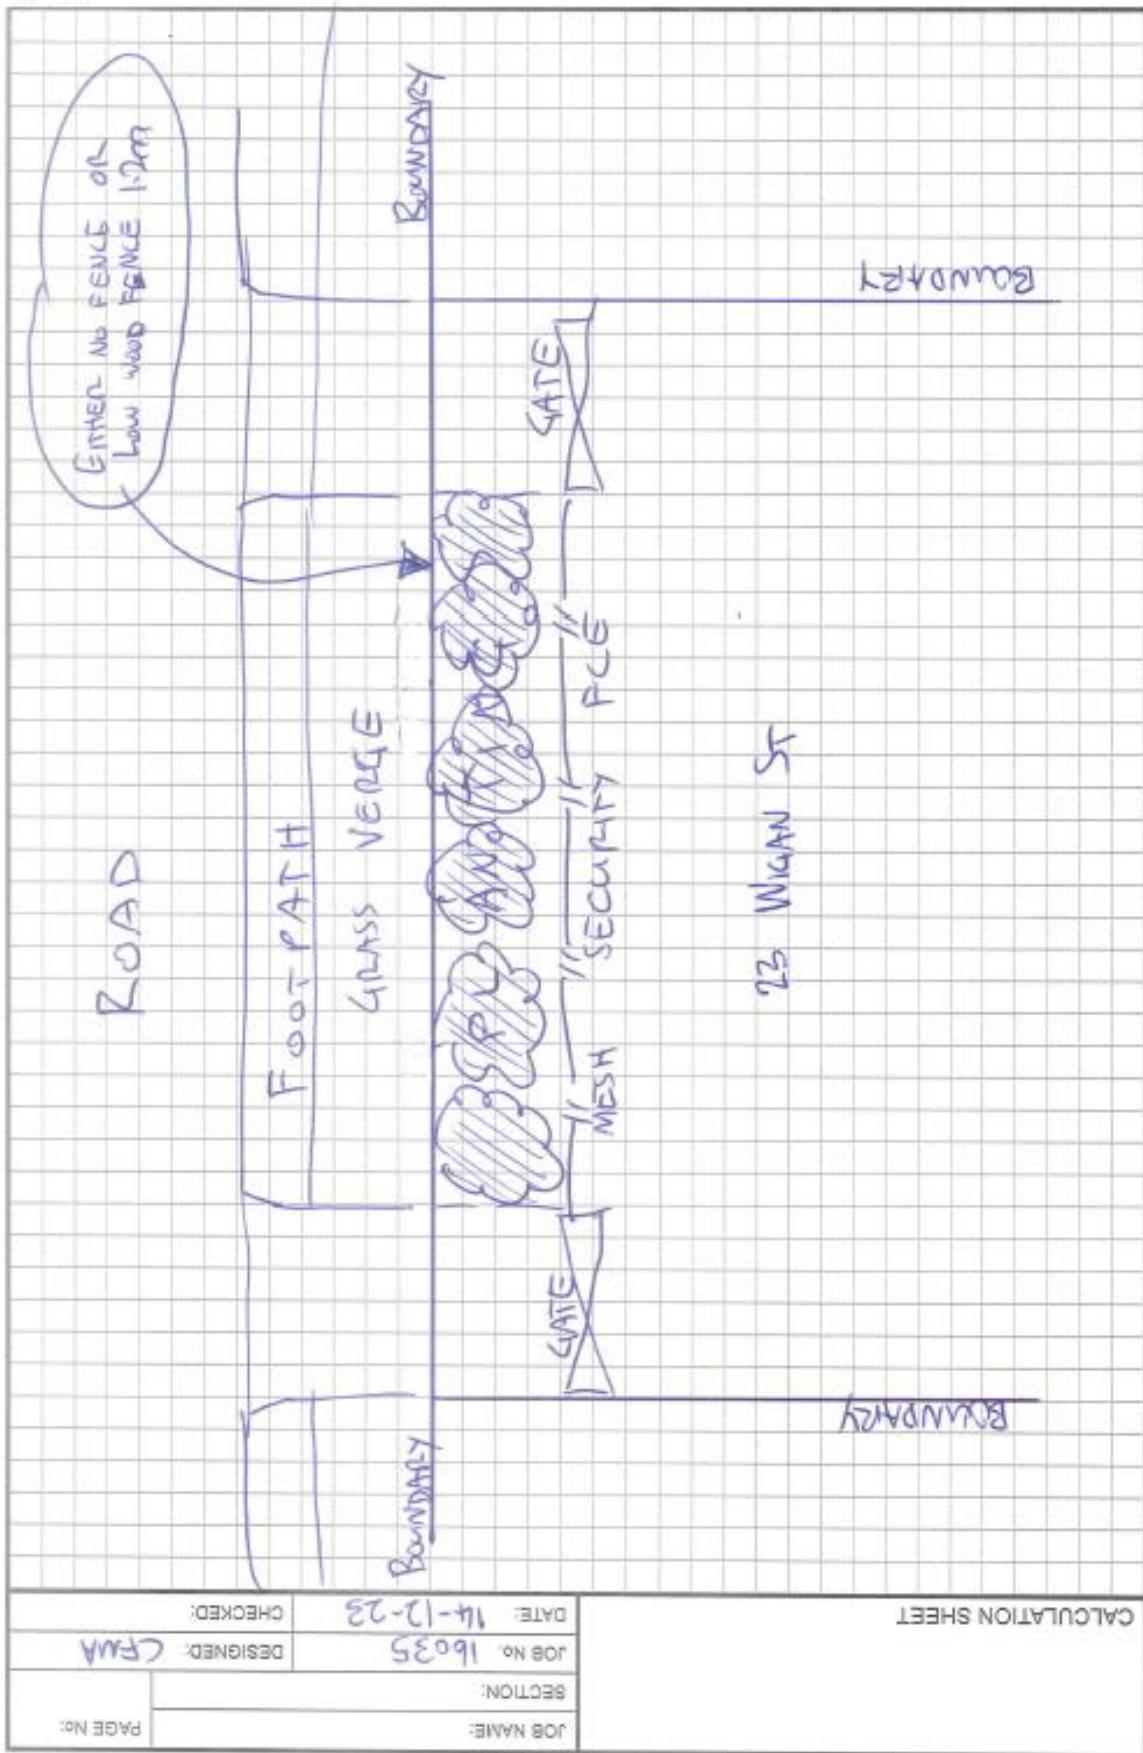 EITHER NO FENCE OR
LOW WOOD FENCE 1.2m
ROAD
FOOTPATH
GRASS VERGE
BOUNDARY
BOUNDARY
GATE
GATE
MESH SECURITY FCE
BOUNDARY
BOUNDARY
23 WIGAN ST
CALCULATION SHEET
JOB NAME:
PAGE No:
SECTION:
JOB No 16035
DESIGNED:
DATE: 14-12-23
CHECKED: